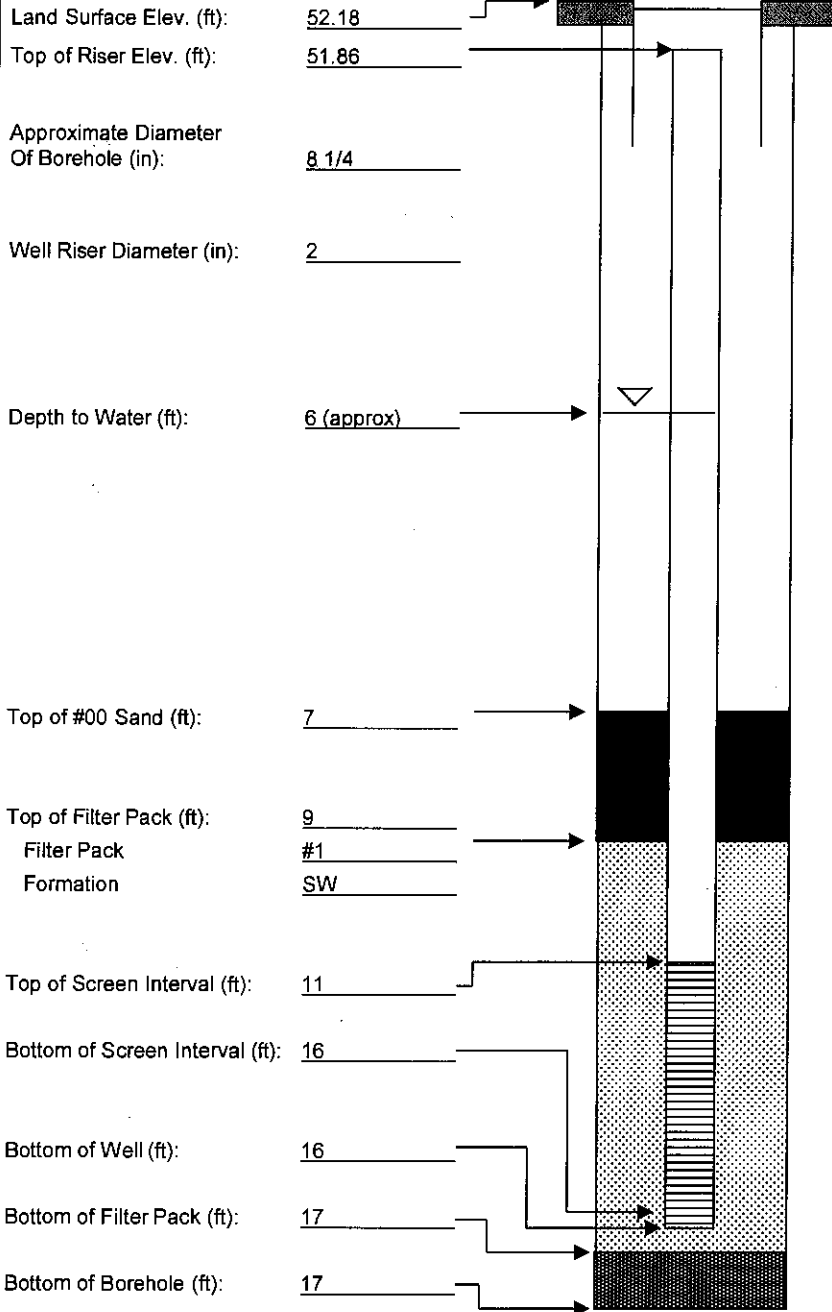 Land Surface Elev. (ft): 52.18
Top of Riser Elev. (ft): 51.86
Approximate Diameter
Of Borehole (in): 8 1/4
Well Riser Diameter (in): 2
Depth to Water (ft): 6 (approx)
Top of #00 Sand (ft): 7
Top of Filter Pack (ft): 9
Filter Pack #1
Formation SW
Top of Screen Interval (ft): 11
Bottom of Screen Interval (ft): 16
Bottom of Well (ft): 16
Bottom of Filter Pack (ft): 17
Bottom of Borehole (ft): 17